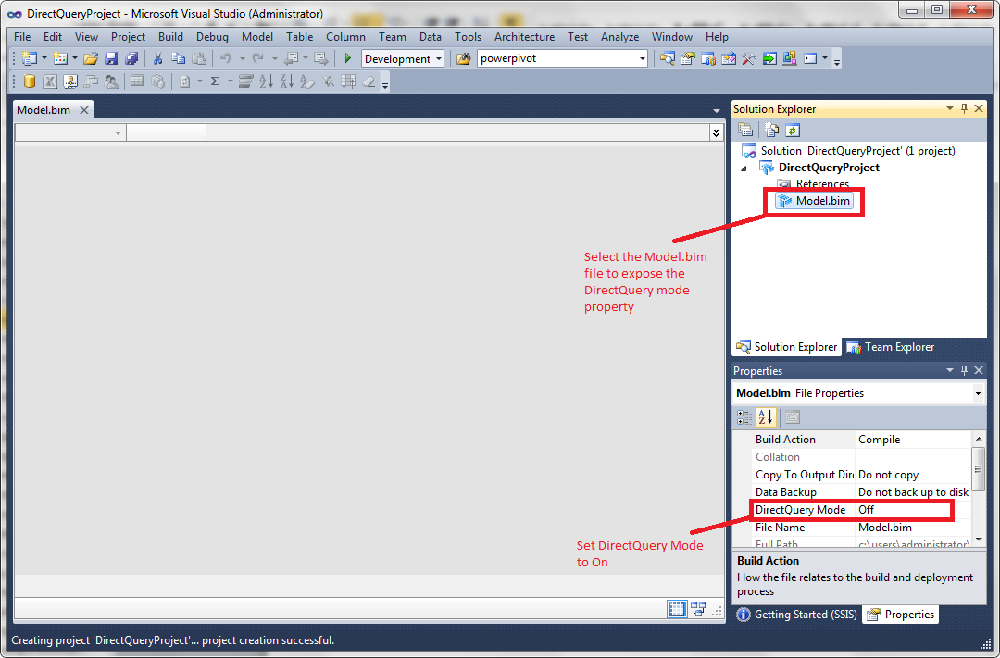 DirectQueryProject - Microsoft Visual Studio (Administrator)
File Edit View Project Build Debug Model Table Column Team Data Tools Architecture Test Analyze Window Help
Development powerpivot
Model.bim
Solution Explorer
Solution 'DirectQueryProject' (1 project)
DirectQueryProject
References
Model.bim
Select the Model.bim
file to expose the
DirectQuery mode
property
Solution Explorer Team Explorer
Properties
Model.bim File Properties
Build Action Compile
Collation
Copy To Output Dire Do not copy
Data Backup Do not back up to disk
DirectQuery Mode Off
File Name Model.bim
Full Path c:\users\administrator\
Set DirectQuery Mode
to On
Build Action
How the file relates to the build and deployment
process
Getting Started (SSIS) Properties
Creating project 'DirectQueryProject'... project creation successful.